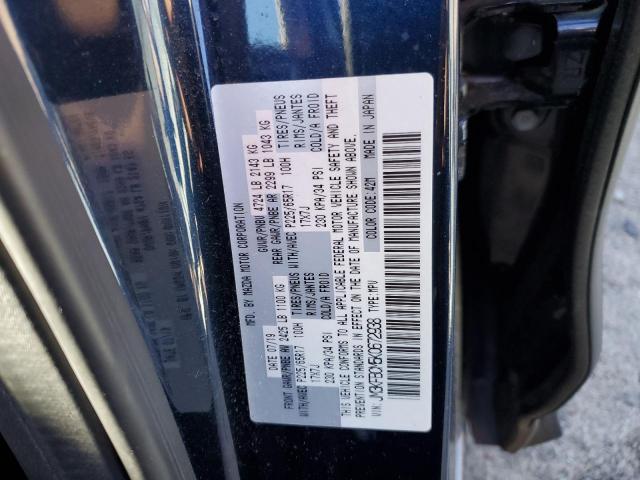 MFD. BY MAZDA MOTOR CORPORATION
DATE 07/19 GVWR/PNBV 4724 LB 2143 KG
FRONT GAWR/PNBE AV 2425 LB 1100 KG REAR GAWR/PNBE AR 2299 LB 1043 KG
WITH/AVEC P225/65R17 100H TIRES/PNEUS WITH/AVEC P225/65R17 100H TIRES/PNEUS
17X7J RIMS/JANTES 17X7J RIMS/JANTES
230 KPA/34 PSI COLD/A FROID 230 KPA/34 PSI COLD/A FROID
THIS VEHICLE CONFORMS TO ALL APPLICABLE FEDERAL MOTOR VEHICLE SAFETY AND THEFT
PREVENTION STANDARDS IN EFFECT ON THE DATE OF MANUFACTURE SHOWN ABOVE.
VIN: TYPE:MPV COLOR CODE:42M MADE IN JAPAN
UZ